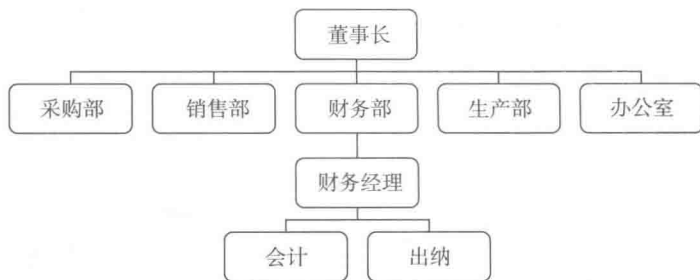 董事长
采购部
销售部
财务部
生产部
办公室
财务经理
会计
出纳